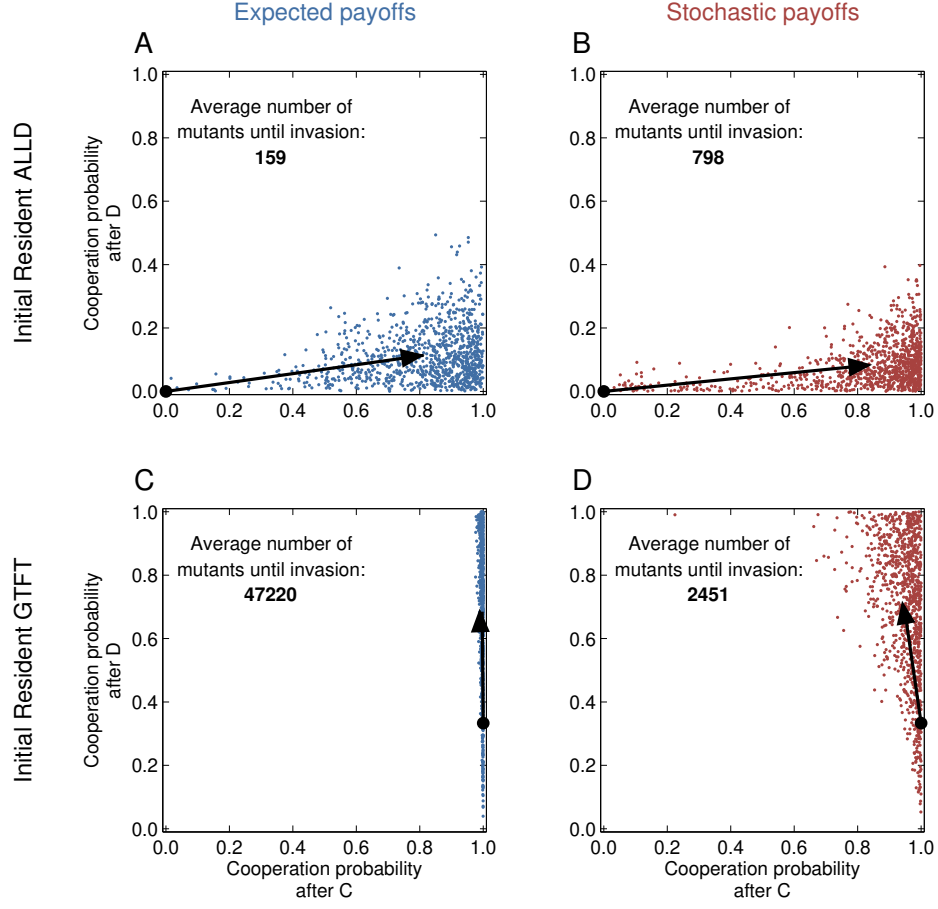 Expected payoffs
Stochastic payoffs
Initial Resident ALLD
A
Cooperation probability
after D
1.0
0.8
0.6
0.4
0.2
0.0
Average number of
mutants until invasion:
159
0.0 0.2 0.4 0.6 0.8 1.0
B
1.0
0.8
0.6
0.4
0.2
0.0
Average number of
mutants until invasion:
798
0.0 0.2 0.4 0.6 0.8 1.0
Initial Resident GTFT
C
Cooperation probability
after D
1.0
0.8
0.6
0.4
0.2
0.0
Average number of
mutants until invasion:
47220
0.0 0.2 0.4 0.6 0.8 1.0
Cooperation probability
after C
D
1.0
0.8
0.6
0.4
0.2
0.0
Average number of
mutants until invasion:
2451
0.0 0.2 0.4 0.6 0.8 1.0
Cooperation probability
after C